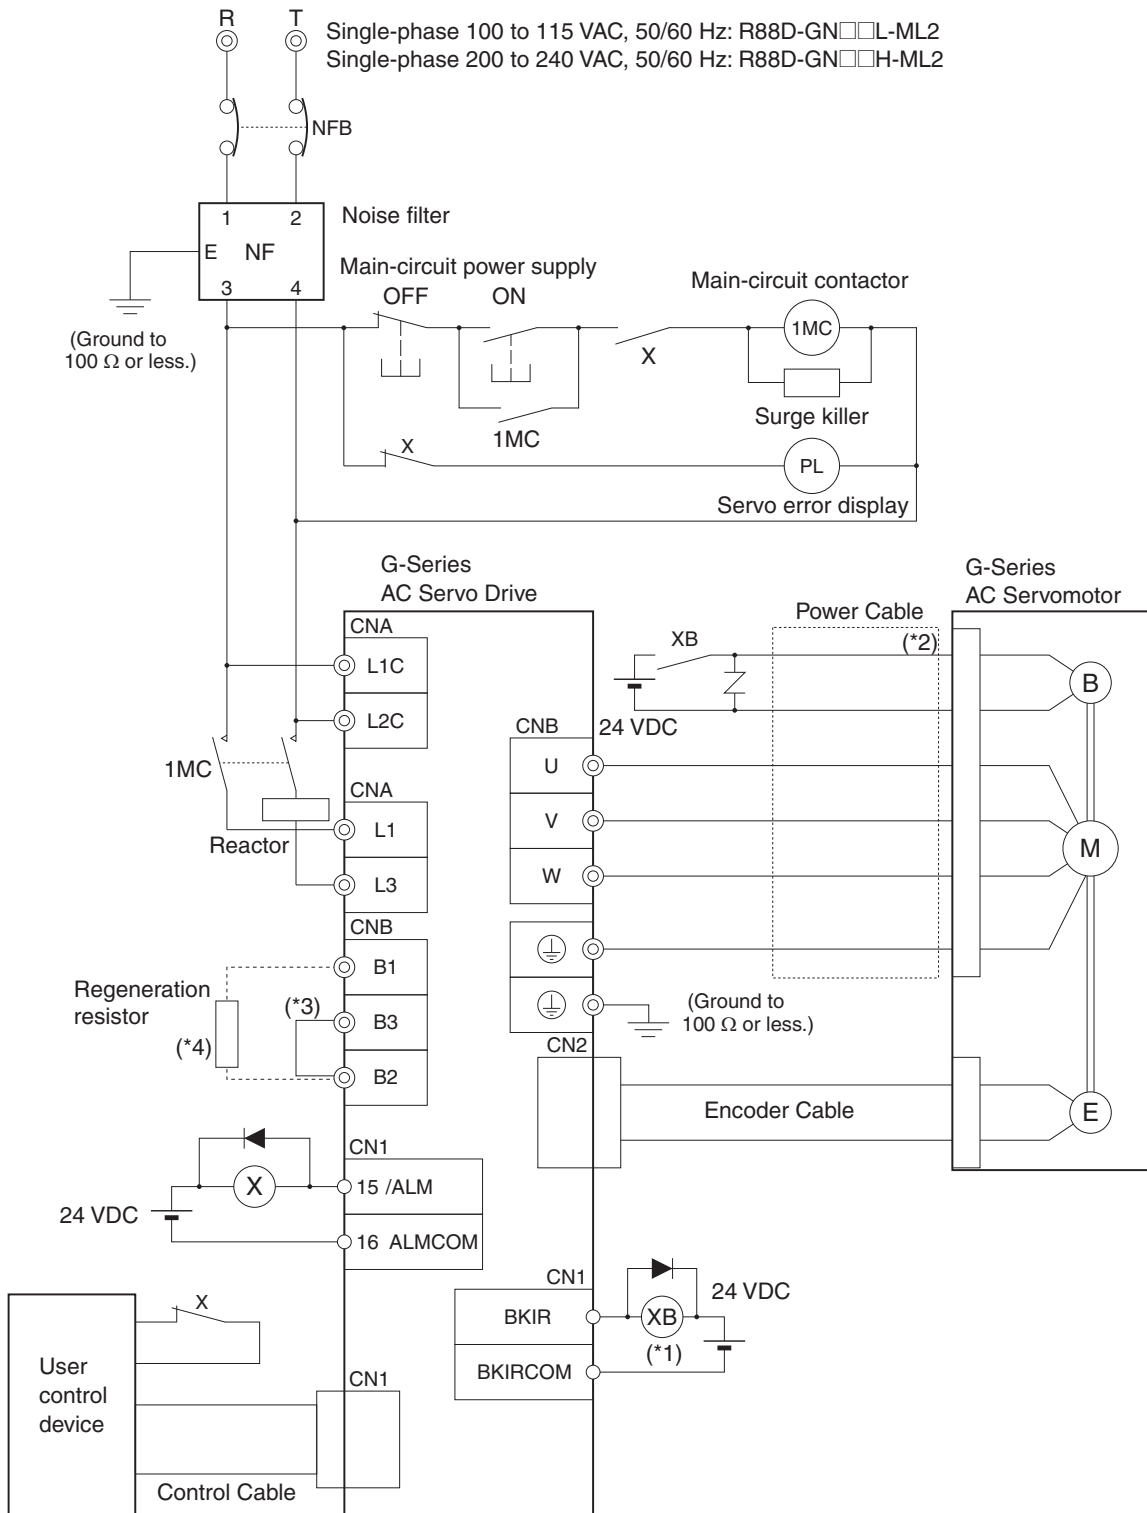 R T
Single-phase 100 to 115 VAC, 50/60 Hz: R88D-GN□□L-ML2
Single-phase 200 to 240 VAC, 50/60 Hz: R88D-GN□□H-ML2
NFB
1 2
Noise filter
E NF
3 4
(Ground to
100 Ω or less.)
Main-circuit power supply
OFF ON
Main-circuit contactor
1MC
X
Surge killer
1MC
X
PL
Servo error display
G-Series
AC Servo Drive
G-Series
AC Servomotor
CNA
L1C
L2C
1MC
Reactor
CNA
L1
L3
XB
Power Cable
(*2)
24 VDC
B
CNB
U
V
W
M
CNB
B1
B3
B2
Regeneration
resistor
(*3)
(*4)
(Ground to
100 Ω or less.)
CN2
Encoder Cable
E
CN1
X
15 /ALM
24 VDC
16 ALMCOM
CN1
24 VDC
BKIR
XB
(*1)
BKIRCOM
X
User
control
device
CN1
Control Cable